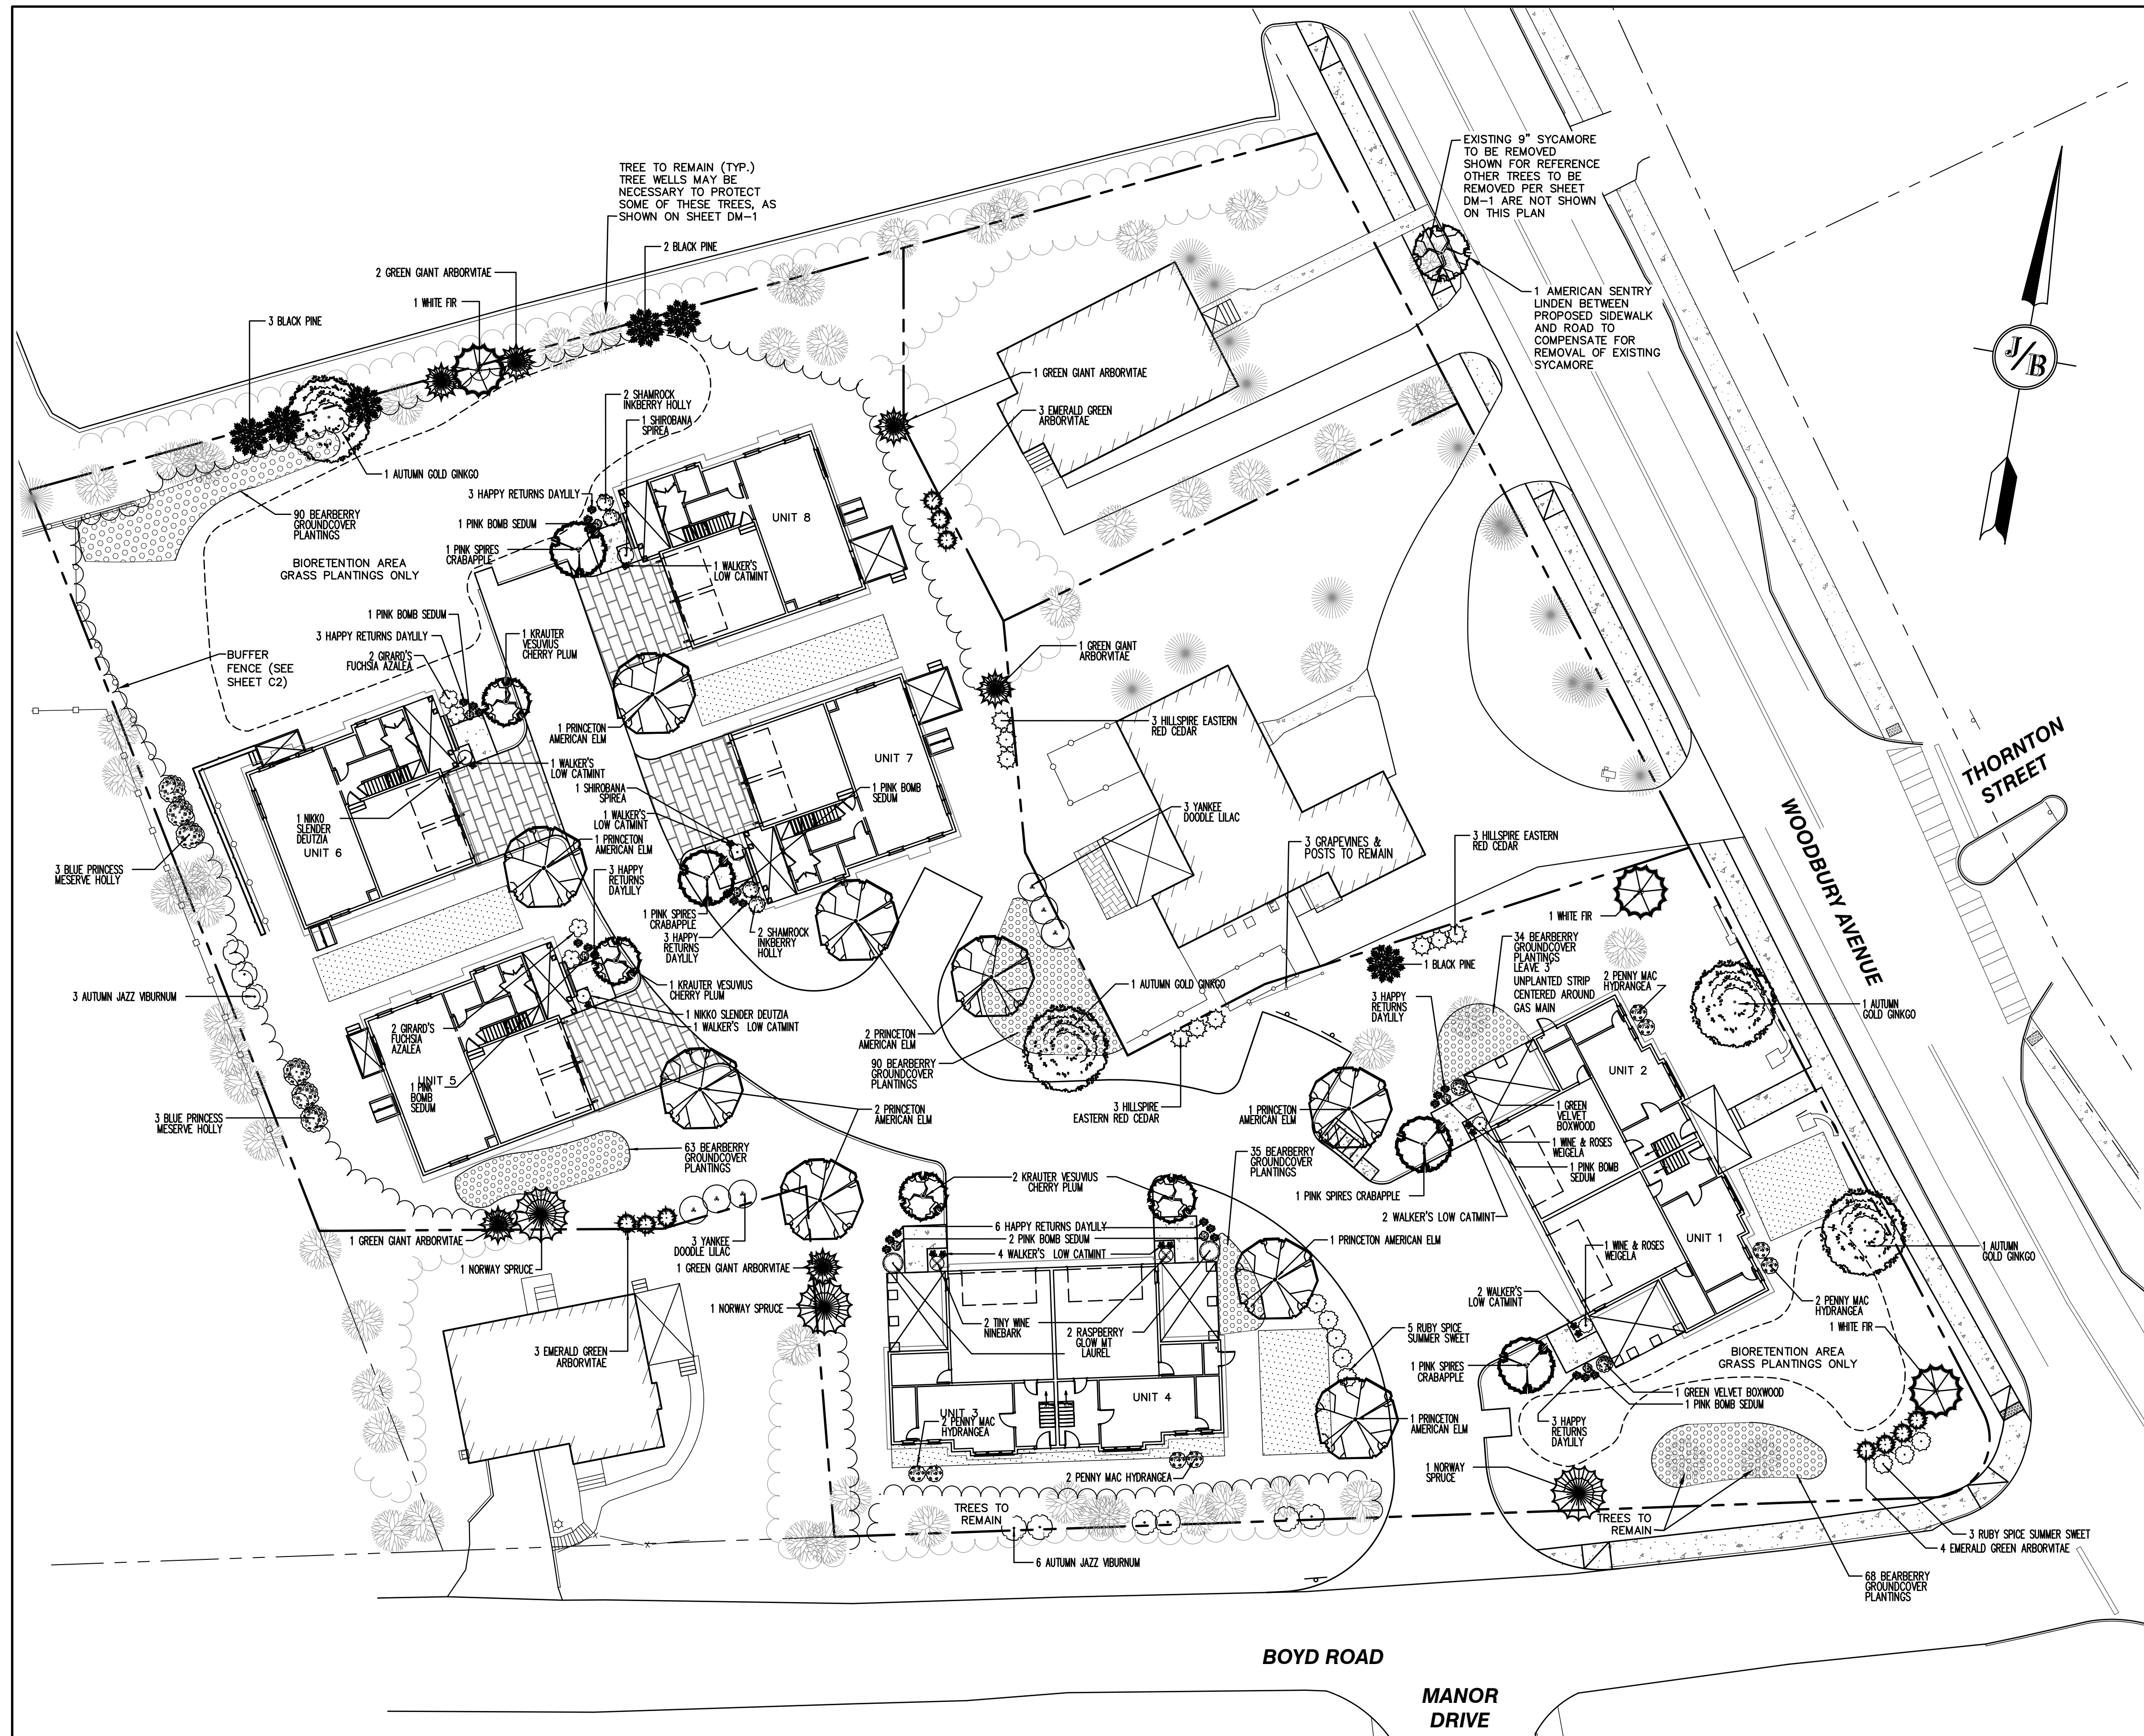 EXISTING 9" SYCAMORE
TO BE REMOVED
SHOWN FOR REFERENCE
OTHER TREES TO BE
REMOVED PER SHEET
DM-1 ARE NOT SHOWN
ON THIS PLAN
TREE TO REMAIN (TYP.)
TREE WELLS MAY BE
NECESSARY TO PROTECT
SOME OF THESE TREES, AS
SHOWN ON SHEET DM-1
2 BLACK PINE
2 GREEN GIANT ARBORVITAE
1 WHITE FIR
3 BLACK PINE
1 AMERICAN SENTRY
LINDEN BETWEEN
PROPOSED SIDEWALK
AND ROAD TO
COMPENSATE FOR
REMOVAL OF EXISTING
SYCAMORE
J/B
1 GREEN GIANT ARBORVITAE
3 EMERALD GREEN
ARBORVITAE
2 SHAMROCK
INKBERRY HOLLY
1 SHIROBANA
SPIREA
1 AUTUMN GOLD GINKGO
3 HAPPY RETURNS DAYLILY
90 BEARBERRY
GROUNDCOVER
PLANTINGS
1 PINK BOMB SEDUM
UNIT 8
1 PINK SPIRES
CRABAPPLE
BIORETENTION AREA
GRASS PLANTINGS ONLY
1 WALKER'S
LOW CATMINT
1 PINK BOMB SEDUM
3 HAPPY RETURNS DAYLILY
1 KRAUTER
VESUVIUS
CHERRY PLUM
2 GIRARD'S
FUCHSIA AZALEA
BUFFER
FENCE (SEE
SHEET C2)
1 GREEN GIANT
ARBORVITAE
1 PRINCETON
AMERICAN ELM
3 HILLSPIRE EASTERN
RED CEDAR
THORNTON
STREET
UNIT 7
1 WALKER'S
LOW CATMINT
1 SHIROBANA
SPIREA
1 PINK BOMB
SEDUM
1 WALKER'S
LOW CATMINT
3 YANKEE
DOODLE LILAC
WOODBURY AVENUE
1 NIKKO
SLENDER
DEUTZIA
UNIT 6
1 PRINCETON
AMERICAN ELM
3 GRAPEVINES &
POSTS TO REMAIN
3 HILLSPIRE EASTERN
RED CEDAR
3 BLUE PRINCESS
MESERVE HOLLY
3 HAPPY
RETURNS
DAYLILY
1 PINK SPIRES
CRABAPPLE
3 HAPPY
RETURNS
DAYLILY
2 SHAMROCK
INKBERRY
HOLLY
1 WHITE FIR
34 BEARBERRY
GROUNDCOVER
PLANTINGS
LEAVE 3'
UNPLANTED STRIP
CENTERED AROUND
GAS MAIN
1 BLACK PINE
2 PENNY MAC
HYDRANGEA
3 AUTUMN JAZZ VIBURNUM
1 KRAUTER VESUVIUS
CHERRY PLUM
1 AUTUMN GOLD GINKGO
3 HAPPY
RETURNS
DAYLILY
1 AUTUMN
GOLD GINKGO
1 NIKKO SLENDER DEUTZIA
1 WALKER'S LOW CATMINT
2 GIRARD'S
FUCHSIA
AZALEA
2 PRINCETON
AMERICAN ELM
90 BEARBERRY
GROUNDCOVER
PLANTINGS
UNIT 2
UNIT 5
1 PINK
BOMB
SEDUM
3 BLUE PRINCESS
MESERVE HOLLY
2 PRINCETON
AMERICAN ELM
3 HILLSPIRE
EASTERN RED CEDAR
1 PRINCETON
AMERICAN ELM
1 GREEN
VELVET
BOXWOOD
1 WINE & ROSES
WEIGELA
1 PINK BOMB
SEDUM
63 BEARBERRY
GROUNDCOVER
PLANTINGS
35 BEARBERRY
GROUNDCOVER
PLANTINGS
2 KRAUTER VESUVIUS
CHERRY PLUM
1 PINK SPIRES CRABAPPLE
2 WALKER'S LOW CATMINT
6 HAPPY RETURNS DAYLILY
2 PINK BOMB SEDUM
4 WALKER'S LOW CATMINT
1 GREEN GIANT ARBORVITAE
3 YANKEE
DOODLE LILAC
1 PRINCETON AMERICAN ELM
UNIT 1
1 WINE & ROSES
WEIGELA
1 AUTUMN
GOLD GINKGO
1 NORWAY SPRUCE
1 GREEN GIANT ARBORVITAE
1 NORWAY SPRUCE
2 WALKER'S
LOW CATMINT
2 PENNY MAC
HYDRANGEA
1 WHITE FIR
2 TINY WINE
NINEBARK
2 RASPBERRY
GLOW MT
LAUREL
5 RUBY SPICE
SUMMER SWEET
3 EMERALD GREEN
ARBORVITAE
BIORETENTION AREA
GRASS PLANTINGS ONLY
1 PINK SPIRES
CRABAPPLE
1 GREEN VELVET BOXWOOD
1 PINK BOMB SEDUM
UNIT 4
UNIT 3
2 PENNY MAC
HYDRANGEA
1 PRINCETON
AMERICAN ELM
3 HAPPY
RETURNS
DAYLILY
2 PENNY MAC HYDRANGEA
1 NORWAY
SPRUCE
TREES TO
REMAIN
TREES TO
REMAIN
3 RUBY SPICE SUMMER SWEET
4 EMERALD GREEN ARBORVITAE
6 AUTUMN JAZZ VIBURNUM
68 BEARBERRY
GROUNDCOVER
PLANTINGS
BOYD ROAD
MANOR
DRIVE